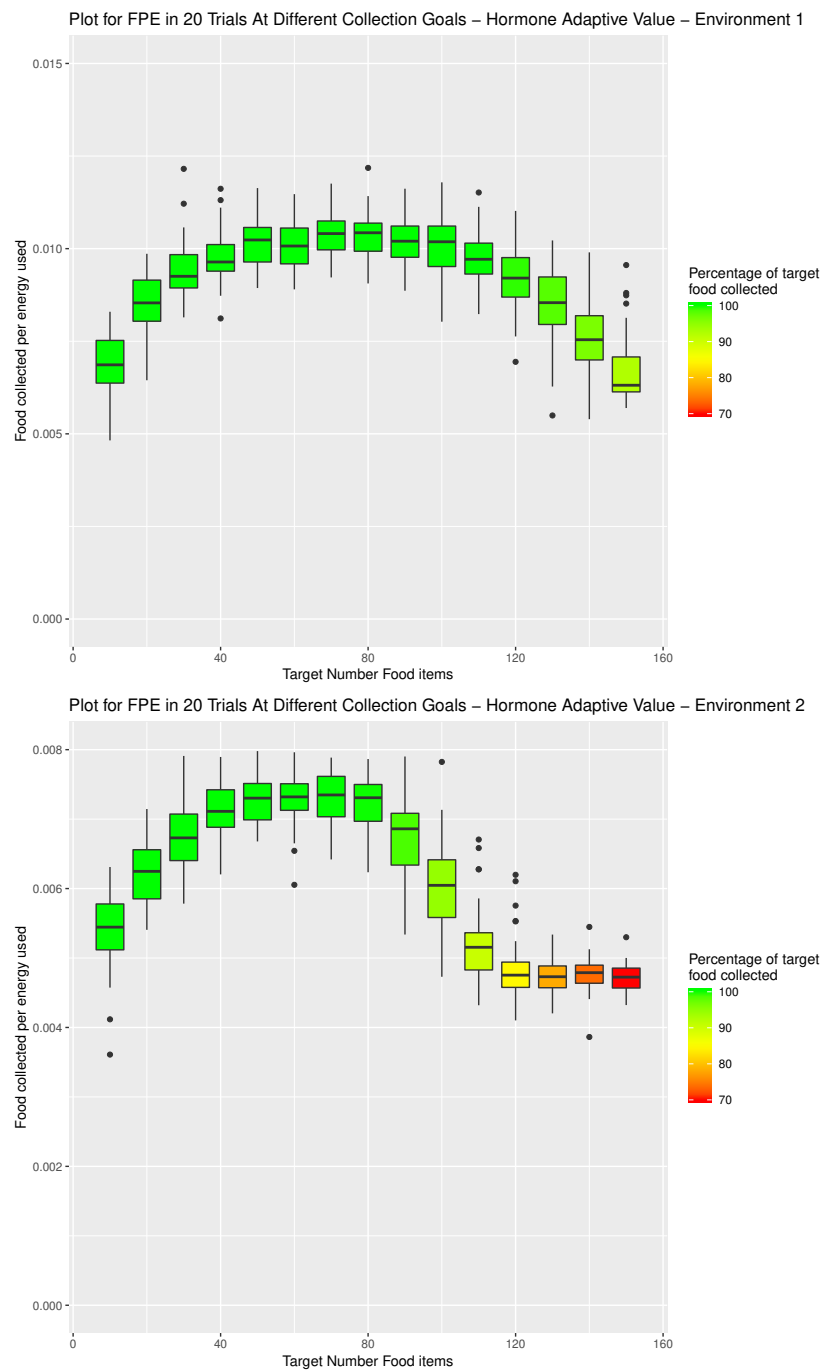 Plot for FPE in 20 Trials At Different Collection Goals – Hormone Adaptive Value – Environment 1
0.015
0.010
0.005
0.000
Food collected per energy used
0
40
80
120
160
Target Number Food items
Percentage of target
food collected
100
90
80
70
Plot for FPE in 20 Trials At Different Collection Goals – Hormone Adaptive Value – Environment 2
0.008
0.006
0.004
0.002
0.000
Food collected per energy used
0
40
80
120
160
Target Number Food items
Percentage of target
food collected
100
90
80
70